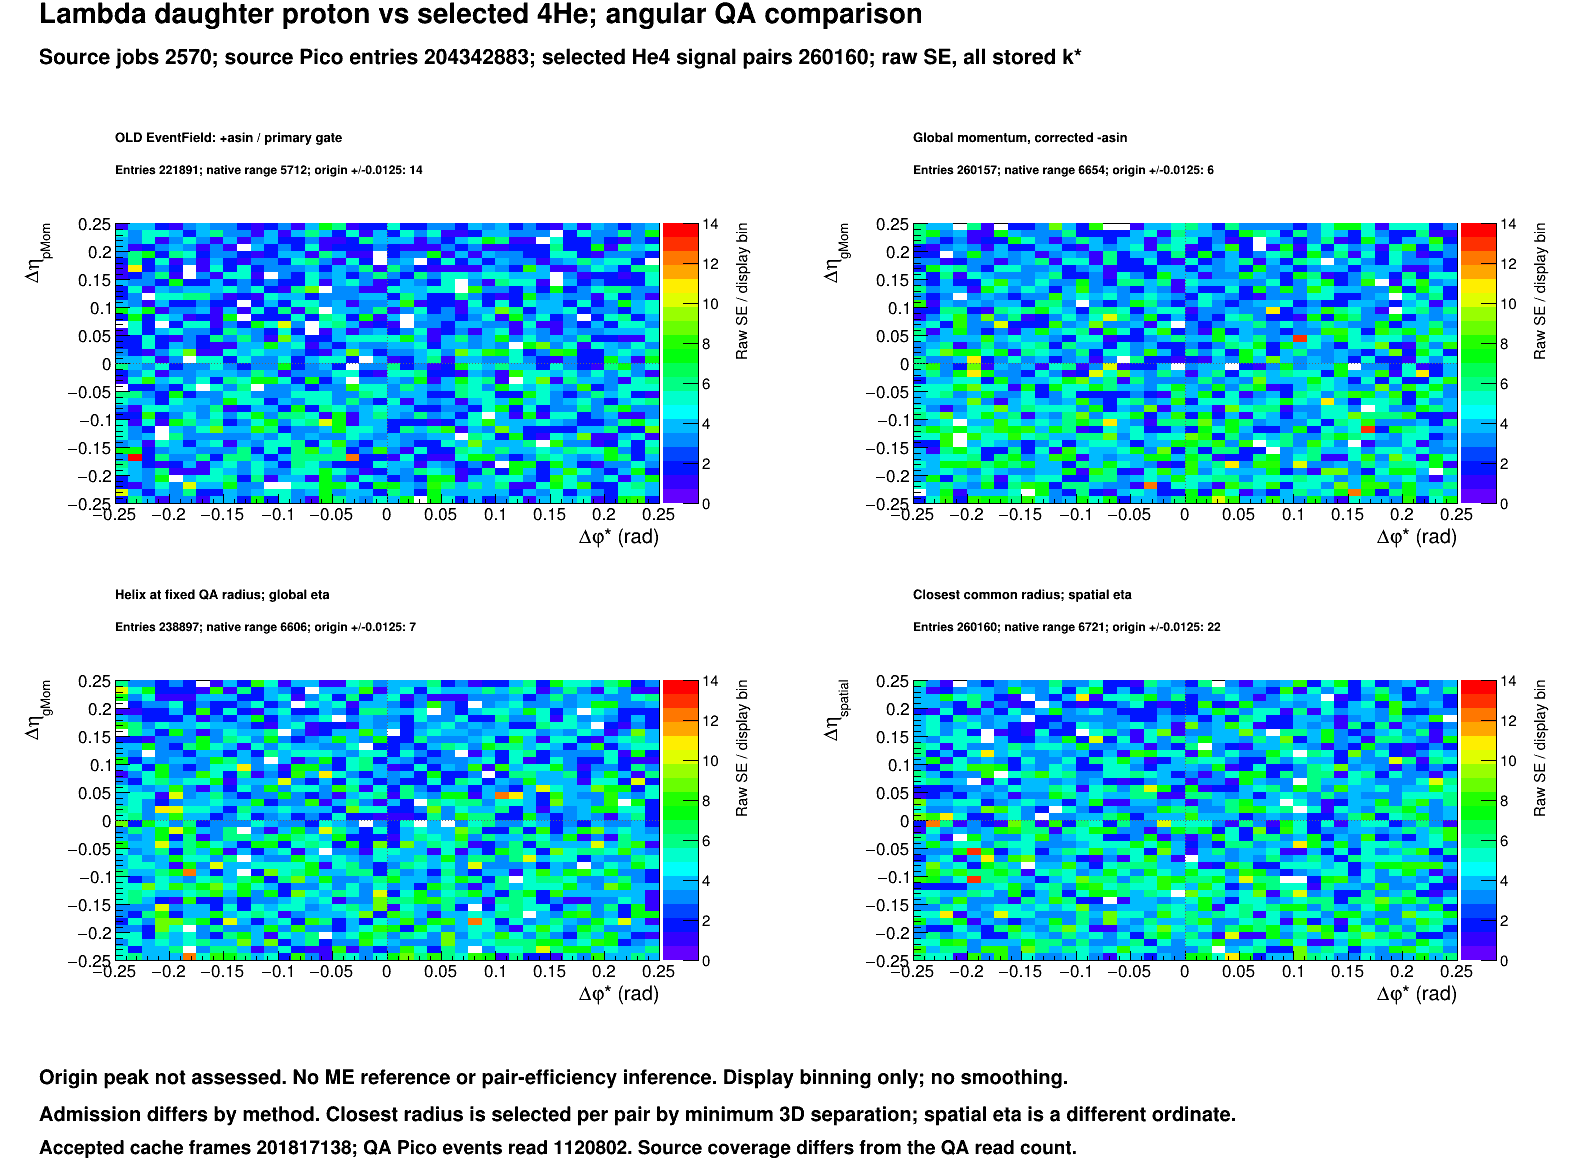 Lambda daughter proton vs selected 4He; angular QA comparison
Source jobs 2570; source Pico entries 204342883; selected He4 signal pairs 260160; raw SE, all stored k*
OLD EventField: +asin / primary gate
Entries 221891; native range 5712; origin +/-0.0125: 14
Δη_pMom
0.25
0.2
0.15
0.1
0.05
0
−0.05
−0.1
−0.15
−0.2
−0.25
−0.25 −0.2 −0.15 −0.1 −0.05 0 0.05 0.1 0.15 0.2 0.25
Δφ* (rad)
14
12
10
8
6
4
2
0
Raw SE / display bin
Global momentum, corrected -asin
Entries 260157; native range 6654; origin +/-0.0125: 6
Δη_gMom
0.25
0.2
0.15
0.1
0.05
0
−0.05
−0.1
−0.15
−0.2
−0.25
−0.25 −0.2 −0.15 −0.1 −0.05 0 0.05 0.1 0.15 0.2 0.25
Δφ* (rad)
14
12
10
8
6
4
2
0
Raw SE / display bin
Helix at fixed QA radius; global eta
Entries 238897; native range 6606; origin +/-0.0125: 7
Δη_gMom
0.25
0.2
0.15
0.1
0.05
0
−0.05
−0.1
−0.15
−0.2
−0.25
−0.25 −0.2 −0.15 −0.1 −0.05 0 0.05 0.1 0.15 0.2 0.25
Δφ* (rad)
14
12
10
8
6
4
2
0
Raw SE / display bin
Closest common radius; spatial eta
Entries 260160; native range 6721; origin +/-0.0125: 22
Δη_spatial
0.25
0.2
0.15
0.1
0.05
0
−0.05
−0.1
−0.15
−0.2
−0.25
−0.25 −0.2 −0.15 −0.1 −0.05 0 0.05 0.1 0.15 0.2 0.25
Δφ* (rad)
14
12
10
8
6
4
2
0
Raw SE / display bin
Origin peak not assessed. No ME reference or pair-efficiency inference. Display binning only; no smoothing.
Admission differs by method. Closest radius is selected per pair by minimum 3D separation; spatial eta is a different ordinate.
Accepted cache frames 201817138; QA Pico events read 1120802. Source coverage differs from the QA read count.